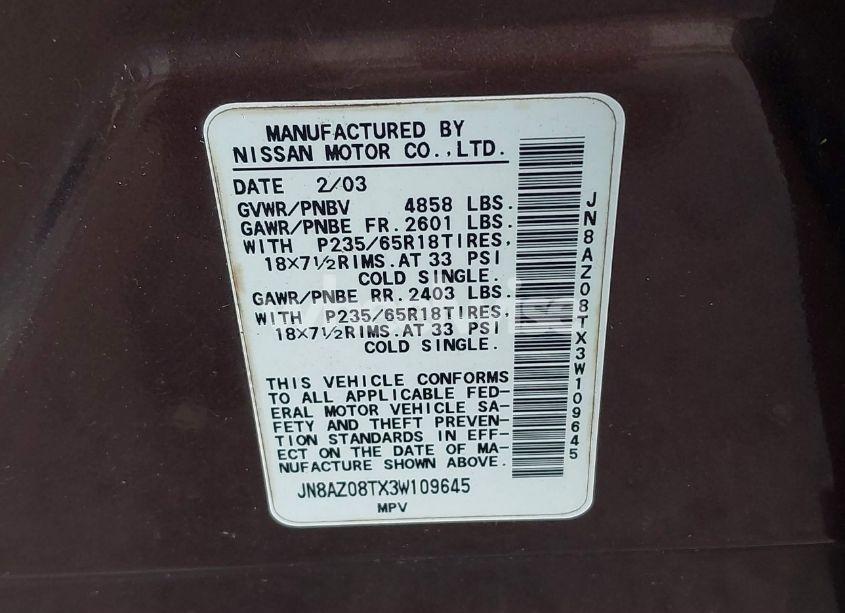 MANUFACTURED BY
NISSAN MOTOR CO.,LTD.
DATE 2/03
GVWR/PNBV 4858 LBS.
GAWR/PNBE FR.2601 LBS.
WITH P235/65R18TIRES,
18×7½RIMS.AT 33 PSI
COLD SINGLE.
GAWR/PNBE RR.2403 LBS.
WITH P235/65R18TIRES,
18×7½RIMS.AT 33 PSI
COLD SINGLE.
THIS VEHICLE CONFORMS
TO ALL APPLICABLE FED-
ERAL MOTOR VEHICLE SA-
FETY AND THEFT PREVEN-
TION STANDARDS IN EFF-
ECT ON THE DATE OF MA-
NUFACTURE SHOWN ABOVE.
JN8AZ08TX3W109645
MPV
JN8AZ08TX3W109645